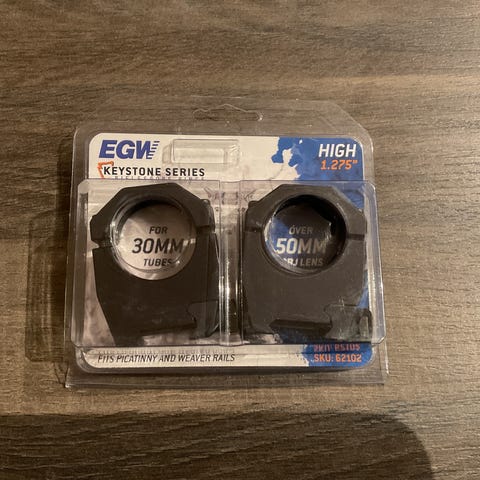 EGW
HIGH
1.275"
KEYSTONE SERIES
FOR
30MM
TUBES
OVER
50MM
LENS
FITS PICATINNY AND WEAVER RAILS
SKU: 62102